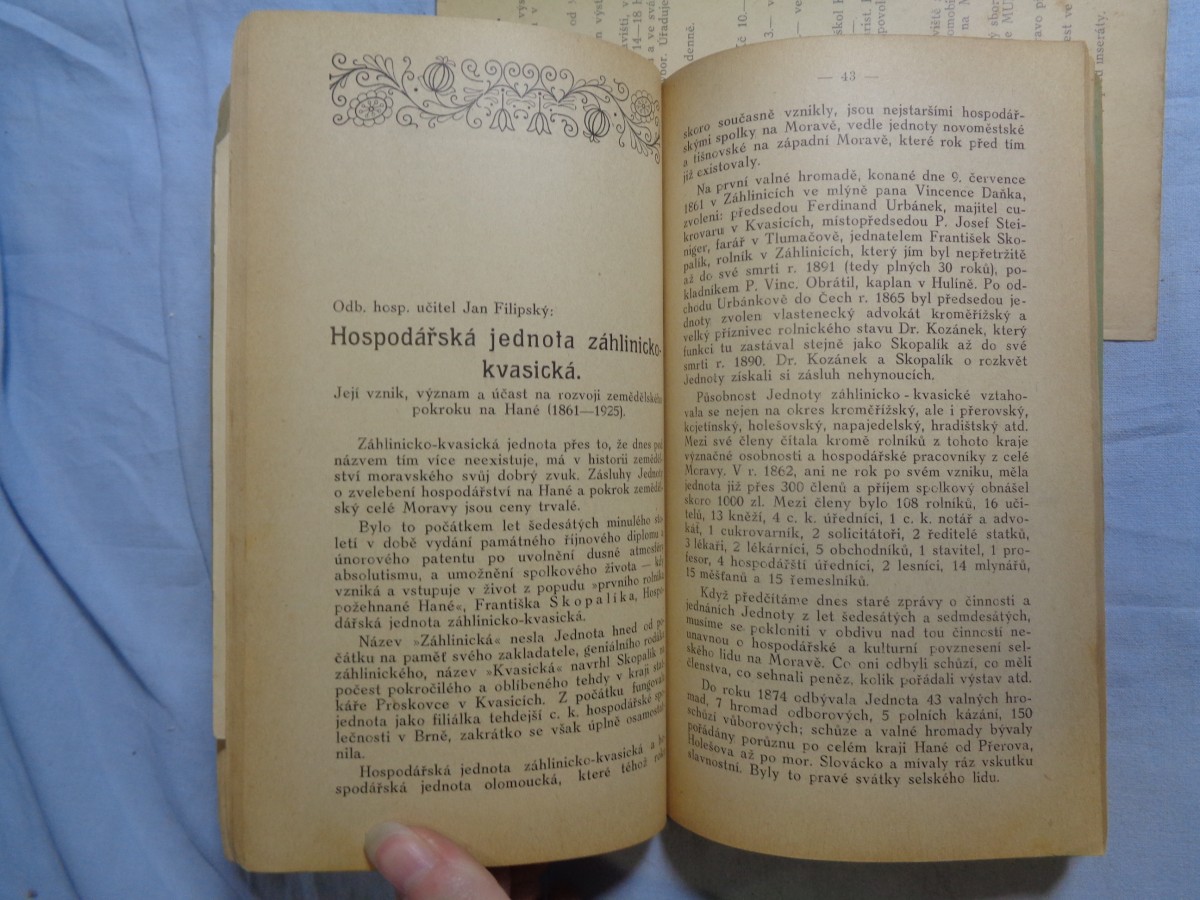 Odb. hosp. učitel Jan Filipský:
Hospodářská jednota záhlinicko-
kvasická.
Její vznik, význam a účast na rozvoji zemědělského
pokroku na Hané (1861—1925).
Záhlinicko-kvasická jednota přes to, že dnes pod
názvem tím více neexistuje, má v historii zeměděl-
ství moravského svůj dobrý zvuk. Zásluhy Jednoty
o zvelebení hospodářství na Hané a pokrok zeměděl-
ský celé Moravy jsou ceny trvalé.
Bylo to počátkem let šedesátých minulého sto-
letí v době vydání památného říjnového diplomu a
únorového patentu po uvolnění dusné atmosféry
absolutismu, a umožnění spolkového života — kdy
vzniká a vstupuje v život z popudu »prvního rolníka
požehnané Hané«, Františka Skopalíka, Hospo-
dářská jednota záhlinicko-kvasická.
Název »Záhlinická« nesla Jednota hned od po-
čátku na paměť svého zakladatele, geniálního rodáka
záhlinického, název »Kvasická« navrhl Skopalík na
počest pokročilého a oblíbeného tehdy v kraji stat-
káře Proskovce v Kvasicích. Z počátku fungovala
jednota jako filiálka tehdejší c. k. hospodářské spo-
lečnosti v Brně, zakrátko se však úplně osamostat-
nila.
Hospodářská jednota záhlinicko-kvasická a ho-
spodářská jednota olomoucká, které téhož roku
— 43 —
skoro současně vznikly, jsou nejstaršími hospodář-
skými spolky na Moravě, vedle jednoty novoměstské
a tišnovské na západní Moravě, které rok před tím
již existovaly.
Na první valné hromadě, konané dne 9. července
1861 v Záhlinicích ve mlýně pana Vincence Daňka,
zvoleni: předsedou Ferdinand Urbánek, majitel cu-
krovaru v Kvasicích, místopředsedou P. Josef Stei-
niger, farář v Tlumačově, jednatelem František Sko-
palík, rolník v Záhlinicích, který jím byl nepřetržitě
až do své smrti r. 1891 (tedy plných 30 roků), po-
kladníkem P. Vinc. Obrátil, kaplan v Hulíně. Po od-
chodu Urbánkově do Čech r. 1865 byl předsedou je-
dnoty zvolen vlastenecký advokát kroměřížský a
velký příznivec rolnického stavu Dr. Kozánek, který
funkci tu zastával stejně jako Skopalík až do své
smrti r. 1890. Dr. Kozánek a Skopalík o rozkvět
Jednoty získali si zásluh nehynoucích.
Působnost Jednoty záhlinicko-kvasické vztaho-
vala se nejen na okres kroměřížský, ale i přerovský,
kojetínský, holešovský, napajedelský, hradištský atd.
Mezi své členy čítala kromě rolníků z tohoto kraje
význačné osobnosti a hospodářské pracovníky z celé
Moravy. V r. 1862, ani ne rok po svém vzniku, měla
jednota již přes 300 členů a příjem spolkový obnášel
skoro 1000 zl. Mezi členy bylo 108 rolníků, 16 uči-
telů, 13 kněží, 4 c. k. úředníci, 1 c. k. notář a advo-
kát, 1 cukrovarník, 2 solicitátoři, 2 ředitelé statků,
3 lékaři, 2 lékárníci, 5 obchodníků, 1 stavitel, 1 pro-
fesor, 4 hospodářští úředníci, 2 lesníci, 14 mlynářů,
15 měšťanů a 15 řemeslníků.
Když předčítáme dnes staré zprávy o činnosti a
jednáních Jednoty z let šedesátých a sedmdesátých,
musíme se pokloniti v obdivu nad tou činností ne-
únavnou o hospodářské a kulturní povznesení sel-
ského lidu na Moravě. Co oni odbyli schůzí, co měli
členstva, co sehnali peněz, kolik pořádali výstav atd.
Do roku 1874 odbývala Jednota 43 valných hro-
mad, 7 hromad odborových, 5 polních kázání, 150
schůzí výborových; schůze a valné hromady bývaly
pořádány porůznu po celém kraji Hané od Přerova,
Holešova až po mor. Slovácko a mívaly ráz vskutku
slavnostní. Byly to pravé svátky selského lidu.